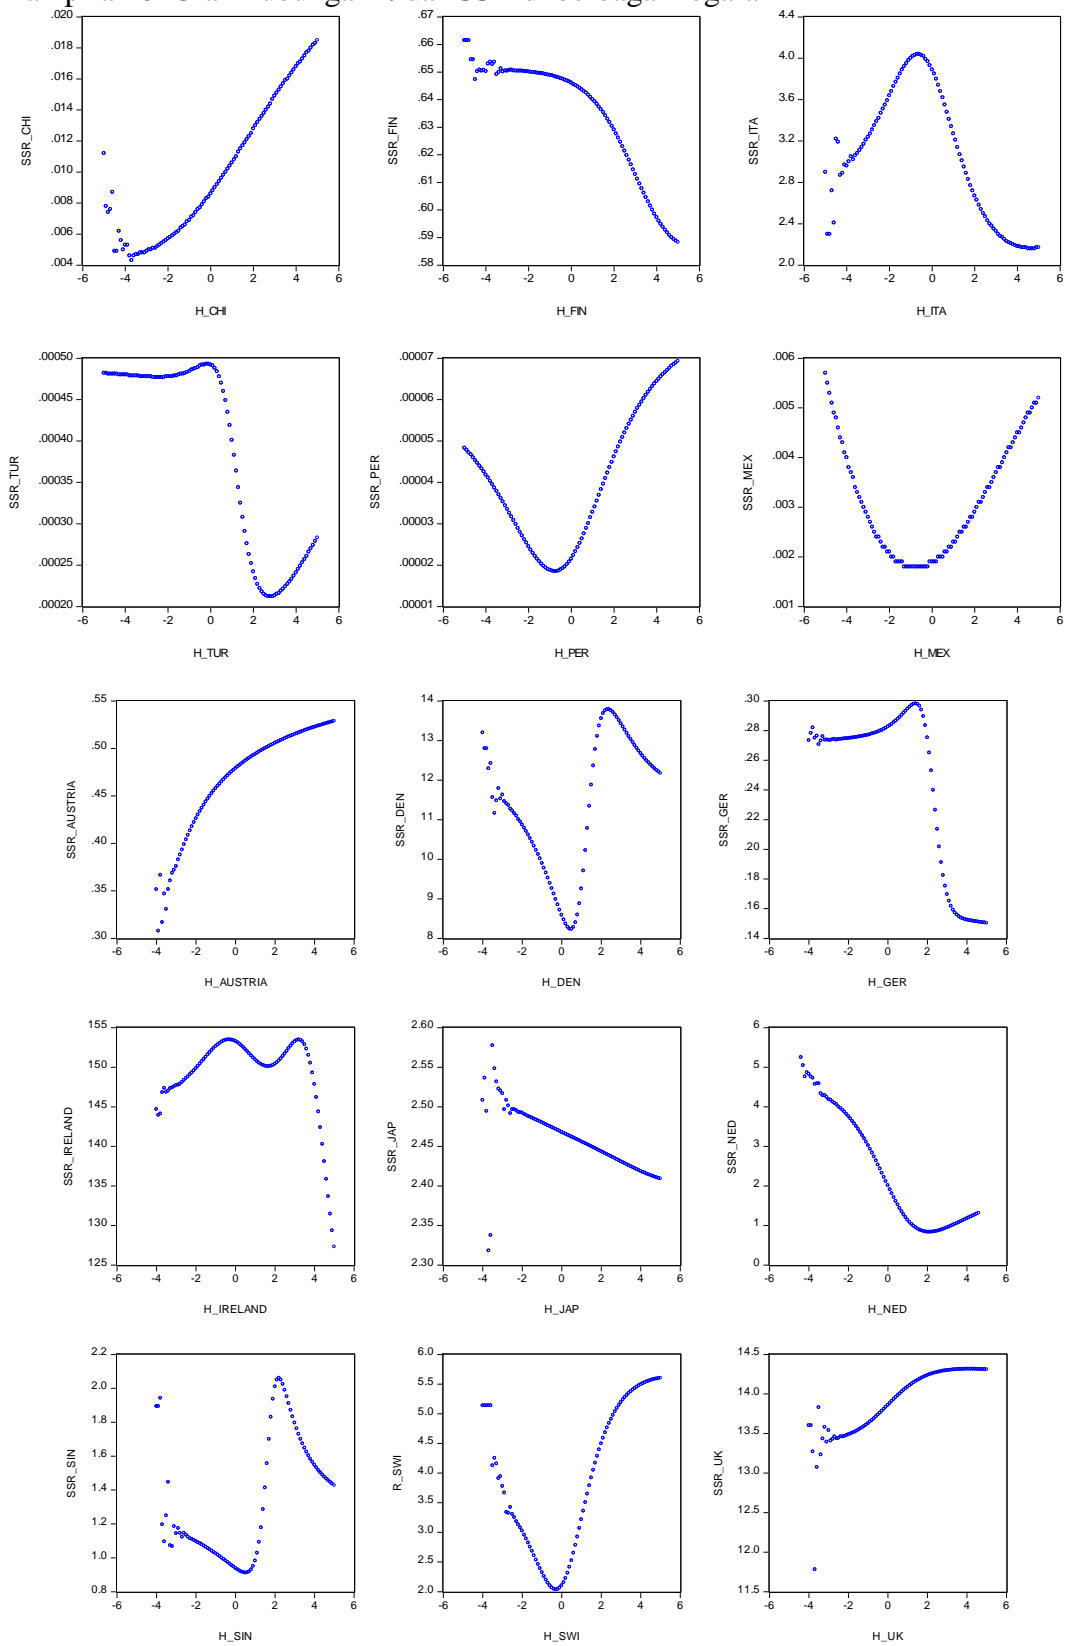 Hubungan dan SSR di berbagai Negara
.020
.018
.016
.014
.012
.010
.008
.006
.004
SSR_CHI
-6 -4 -2 0 2 4 6
H_CHI
.67
.66
.65
.64
.63
.62
.61
.60
.59
.58
SSR_FIN
-6 -4 -2 0 2 4 6
H_FIN
4.4
4.0
3.6
3.2
2.8
2.4
2.0
SSR_ITA
-6 -4 -2 0 2 4 6
H_ITA
.00050
.00045
.00040
.00035
.00030
.00025
.00020
SSR_TUR
-6 -4 -2 0 2 4 6
H_TUR
.00007
.00006
.00005
.00004
.00003
.00002
.00001
SSR_PER
-6 -4 -2 0 2 4 6
H_PER
.006
.005
.004
.003
.002
.001
SSR_MEX
-6 -4 -2 0 2 4 6
H_MEX
.55
.50
.45
.40
.35
.30
SSR_AUSTRIA
-6 -4 -2 0 2 4 6
H_AUSTRIA
14
13
12
11
10
9
8
SSR_DEN
-6 -4 -2 0 2 4 6
H_DEN
.30
.28
.26
.24
.22
.20
.18
.16
.14
SSR_GER
-6 -4 -2 0 2 4 6
H_GER
155
150
145
140
135
130
125
SSR_IRELAND
-6 -4 -2 0 2 4 6
H_IRELAND
2.60
2.55
2.50
2.45
2.40
2.35
2.30
SSR_JAP
-6 -4 -2 0 2 4 6
H_JAP
6
5
4
3
2
1
0
SSR_NED
-6 -4 -2 0 2 4 6
H_NED
2.2
2.0
1.8
1.6
1.4
1.2
1.0
0.8
SSR_SIN
-6 -4 -2 0 2 4 6
H_SIN
6.0
5.5
5.0
4.5
4.0
3.5
3.0
2.5
2.0
R_SWI
-6 -4 -2 0 2 4 6
H_SWI
14.5
14.0
13.5
13.0
12.5
12.0
11.5
SSR_UK
-6 -4 -2 0 2 4 6
H_UK